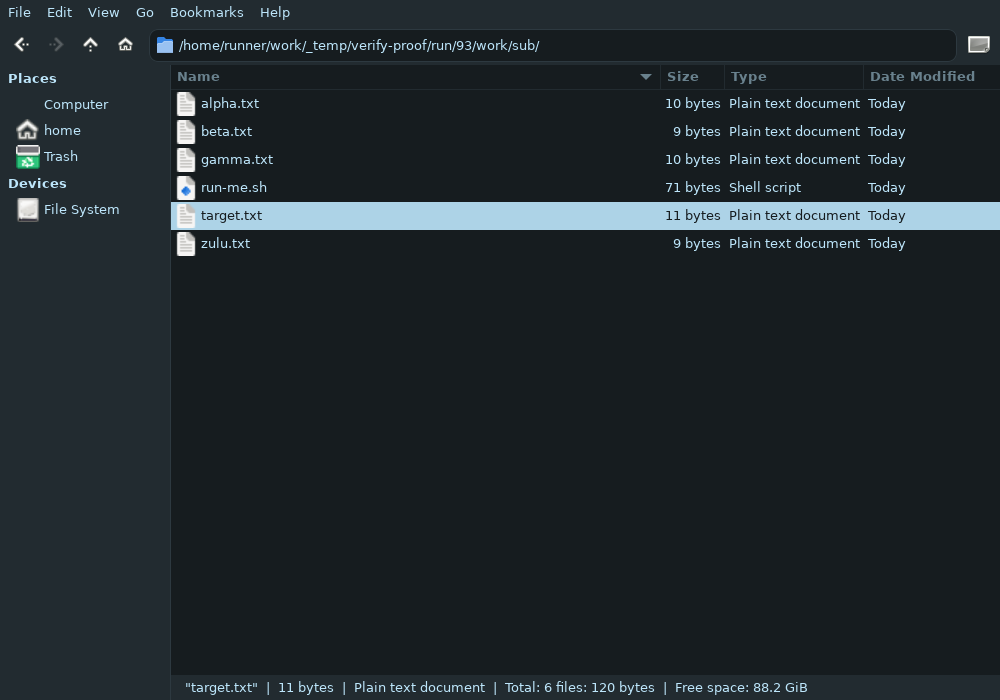 File Edit View Go Bookmarks Help
/home/runner/work/_temp/verify-proof/run/93/work/sub/
Places
Computer
home
Trash
Devices
File System
Name Size Type Date Modified
alpha.txt 10 bytes Plain text document Today
beta.txt 9 bytes Plain text document Today
gamma.txt 10 bytes Plain text document Today
run-me.sh 71 bytes Shell script Today
target.txt 11 bytes Plain text document Today
zulu.txt 9 bytes Plain text document Today
"target.txt" | 11 bytes | Plain text document | Total: 6 files: 120 bytes | Free space: 88.2 GiB